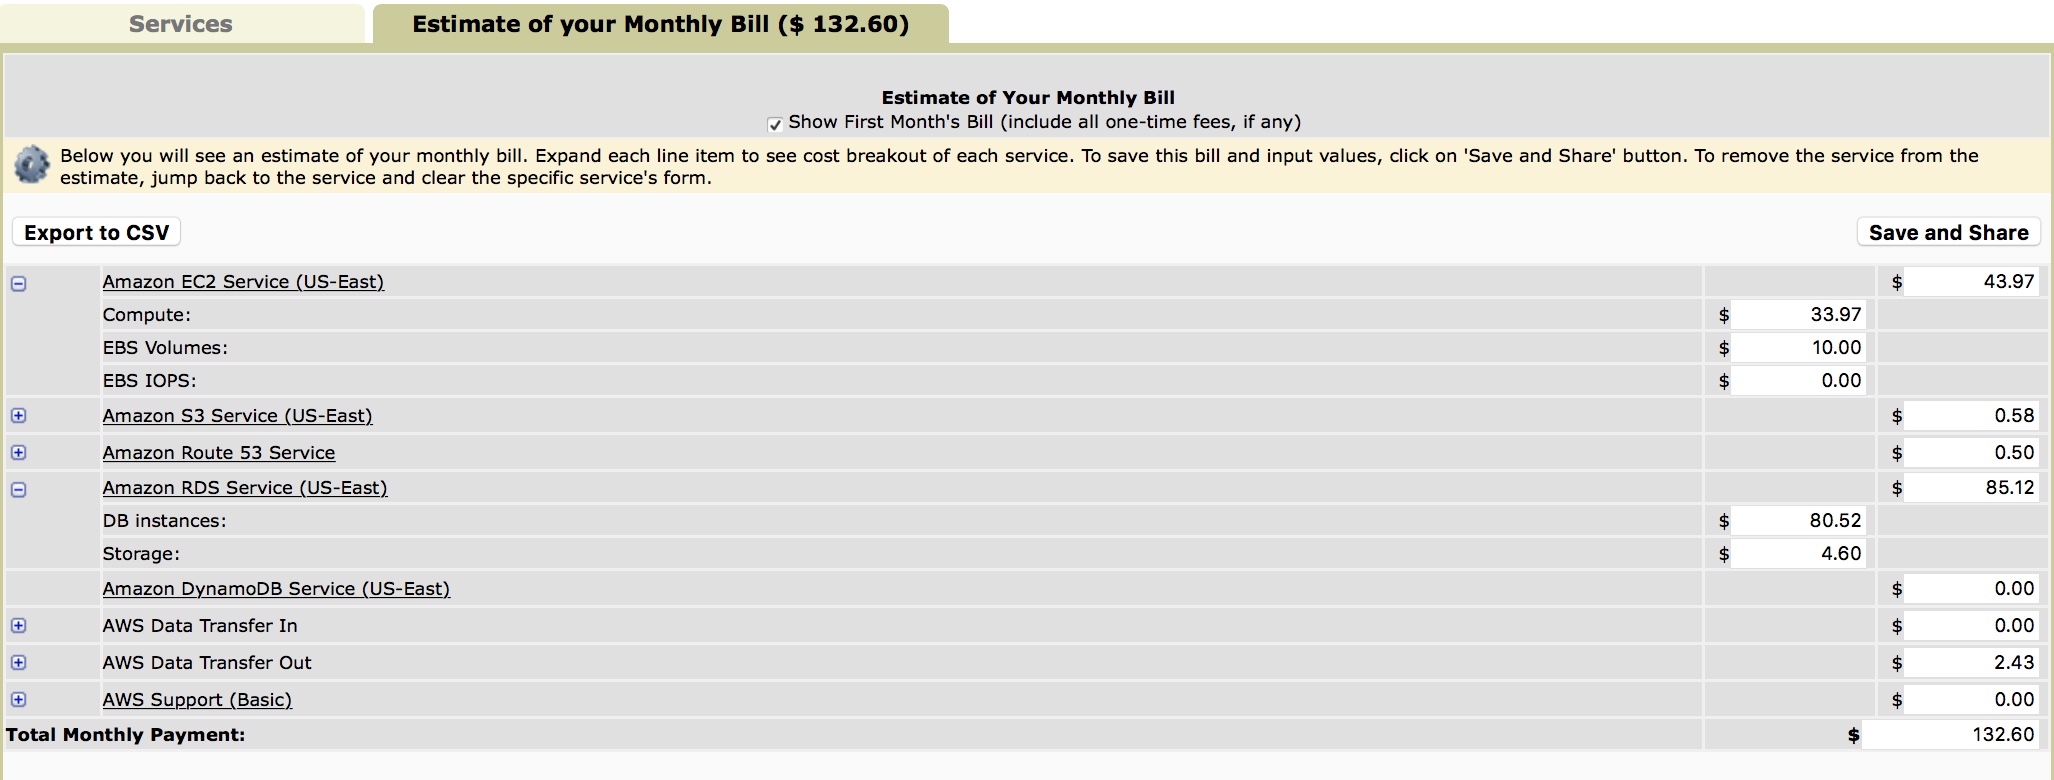 Services
Estimate of your Monthly Bill ($ 132.60)
Estimate of Your Monthly Bill
Show First Month's Bill (include all one-time fees, if any)
Below you will see an estimate of your monthly bill. Expand each line item to see cost breakout of each service. To save this bill and input values, click on 'Save and Share' button. To remove the service from the
estimate, jump back to the service and clear the specific service's form.
Export to CSV
Save and Share
Amazon EC2 Service (US-East) $ 43.97
Compute: $ 33.97
EBS Volumes: $ 10.00
EBS IOPS: $ 0.00
Amazon S3 Service (US-East) $ 0.58
Amazon Route 53 Service $ 0.50
Amazon RDS Service (US-East) $ 85.12
DB instances: $ 80.52
Storage: $ 4.60
Amazon DynamoDB Service (US-East) $ 0.00
AWS Data Transfer In $ 0.00
AWS Data Transfer Out $ 2.43
AWS Support (Basic) $ 0.00
Total Monthly Payment: $ 132.60